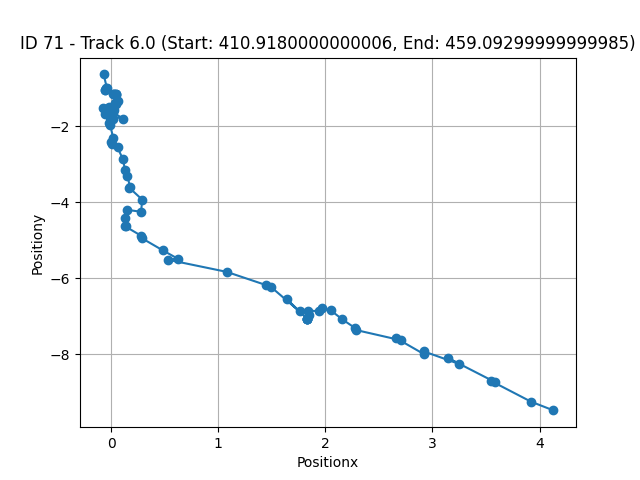 ID 71 - Track 6.0 (Start: 410.9180000000006, End: 459.09299999999985)
−2
−4
−6
−8
Positiony
0 1 2 3 4
Positionx